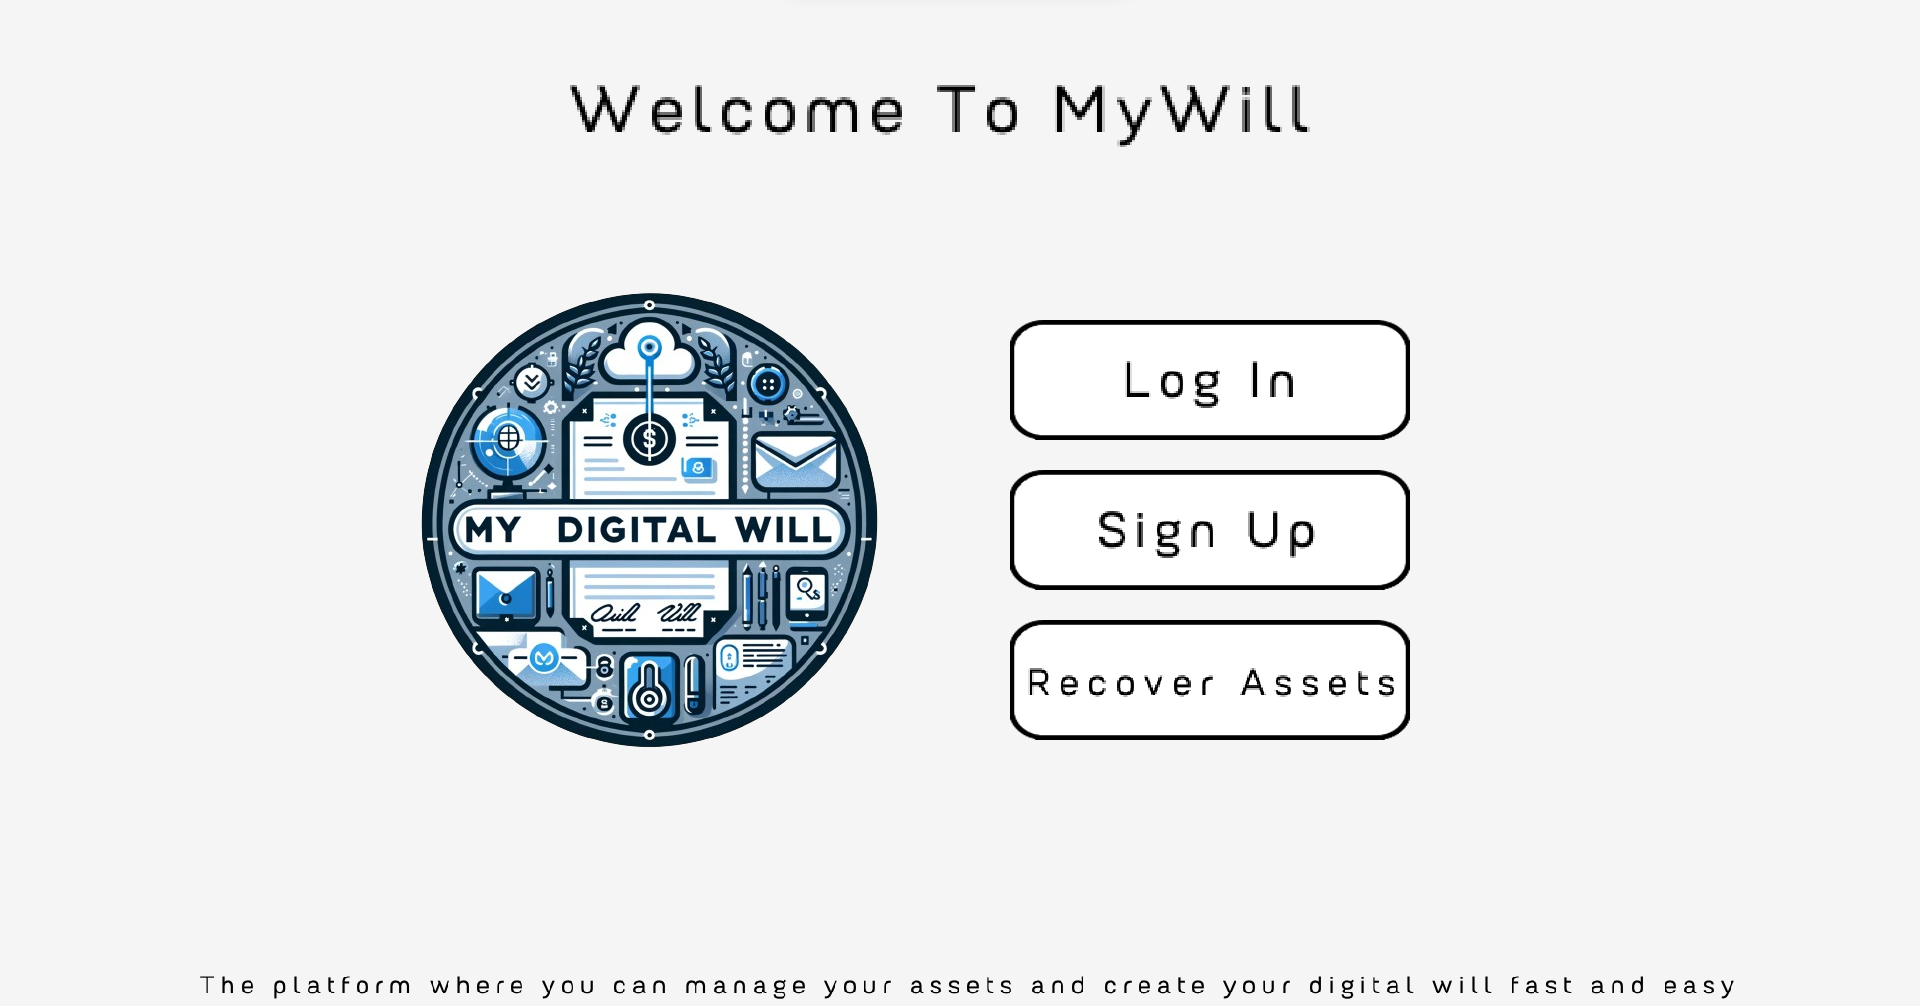 Welcome To MyWill
MY DIGITAL WILL
Will
Log In
Sign Up
Recover Assets
The platform where you can manage your assets and create your digital will fast and easy